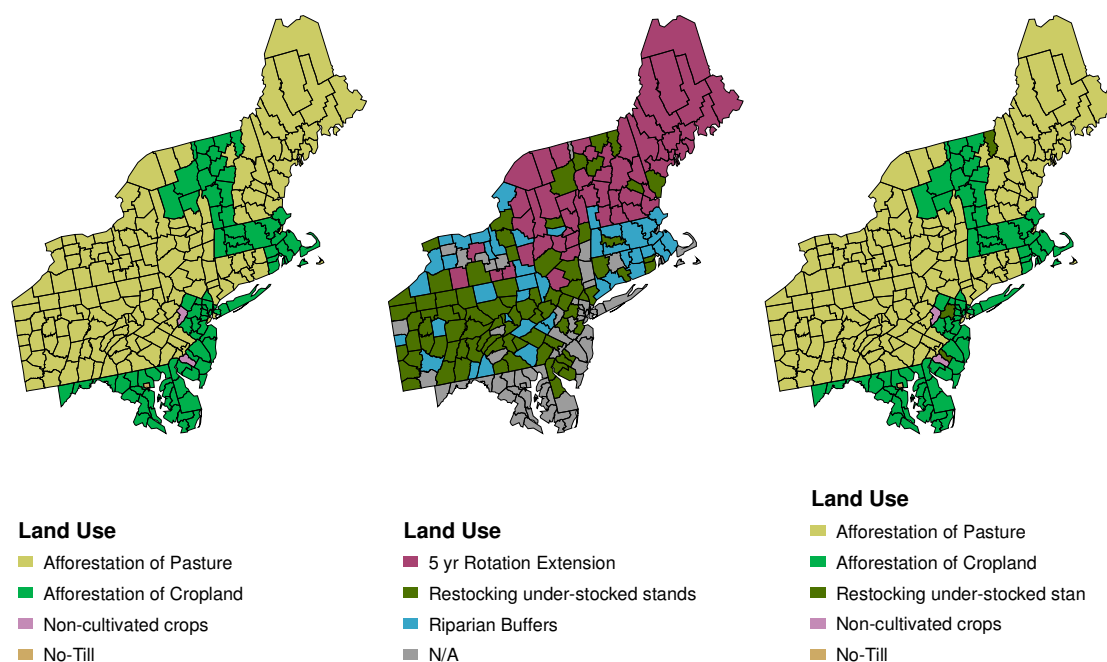 Land Use
Afforestation of Pasture
Afforestation of Cropland
Non-cultivated crops
No-Till
Land Use
5 yr Rotation Extension
Restocking under-stocked stands
Riparian Buffers
N/A
Land Use
Afforestation of Pasture
Afforestation of Cropland
Restocking under-stocked stan
Non-cultivated crops
No-Till